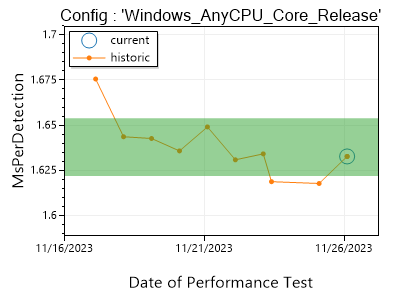 Config : 'Windows_AnyCPU_Core_Release'
1.7
current
historic
1.675
1.65
1.625
1.6
MsPerDetection
11/16/2023
11/21/2023
11/26/2023
Date of Performance Test